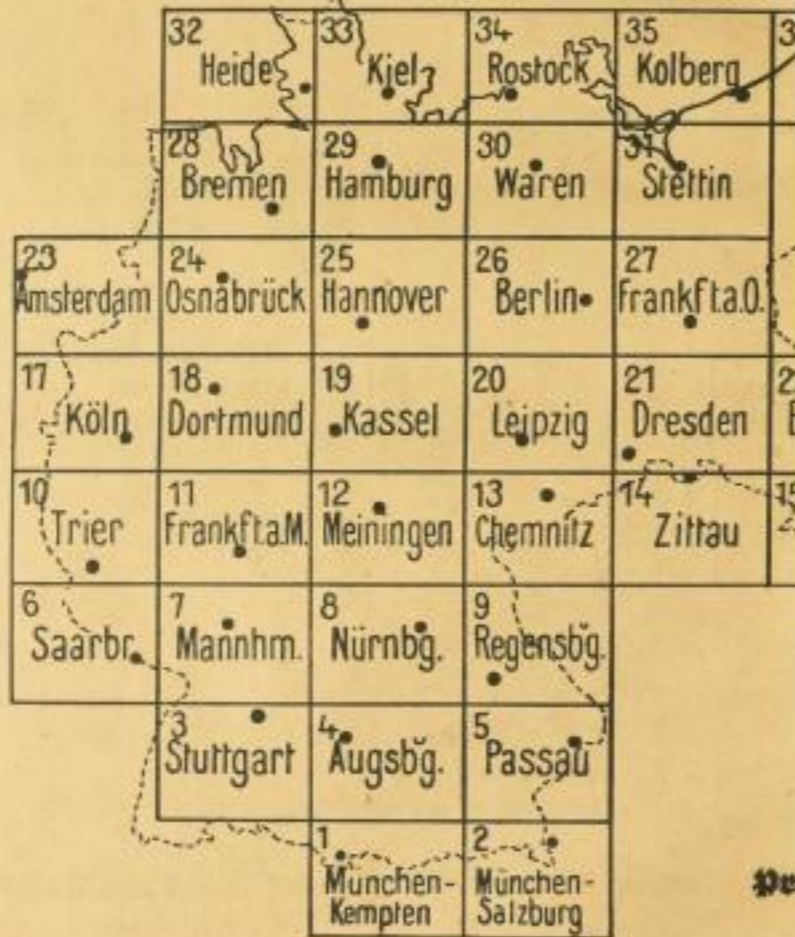 32 Heide
33 Kiel
34 Rostock
35 Kolberg
28 Bremen
29 Hamburg
30 Waren
31 Stettin
23 Amsterdam
24 Osnabrück
25 Hannover
26 Berlin
27 Frankft.a.O.
17 Köln
18 Dortmund
19 Kassel
20 Leipzig
21 Dresden
10 Trier
11 Frankft.a.M.
12 Meiningen
13 Chemnitz
14 Zittau
15
6 Saarbr.
7 Mannhm.
8 Nürnbg.
9 Regensbg.
3 Stuttgart
4 Augsbg.
5 Passau
1 München-
Kempten
2 München-
Salzburg